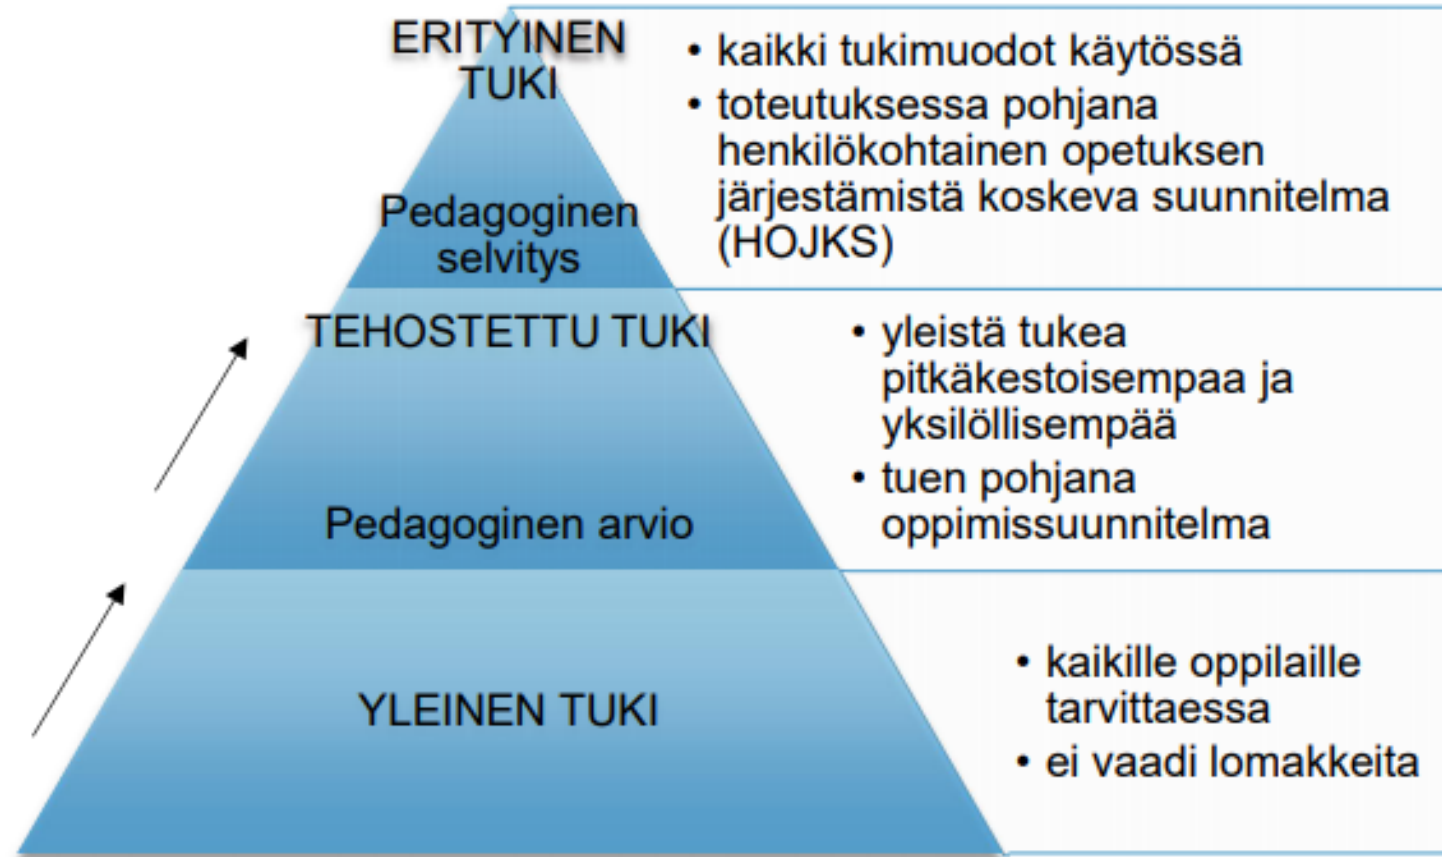 ERITYINEN
TUKI
Pedagoginen
selvitys
• kaikki tukimuodot käytössä
• toteutuksessa pohjana
henkilökohtainen opetuksen
järjestämistä koskeva suunnitelma
(HOJKS)
TEHOSTETTU TUKI
Pedagoginen arvio
• yleistä tukea
pitkäkestoisempaa ja
yksilöllisempää
• tuen pohjana
oppimissuunnitelma
YLEINEN TUKI
• kaikille oppilaille
tarvittaessa
• ei vaadi lomakkeita